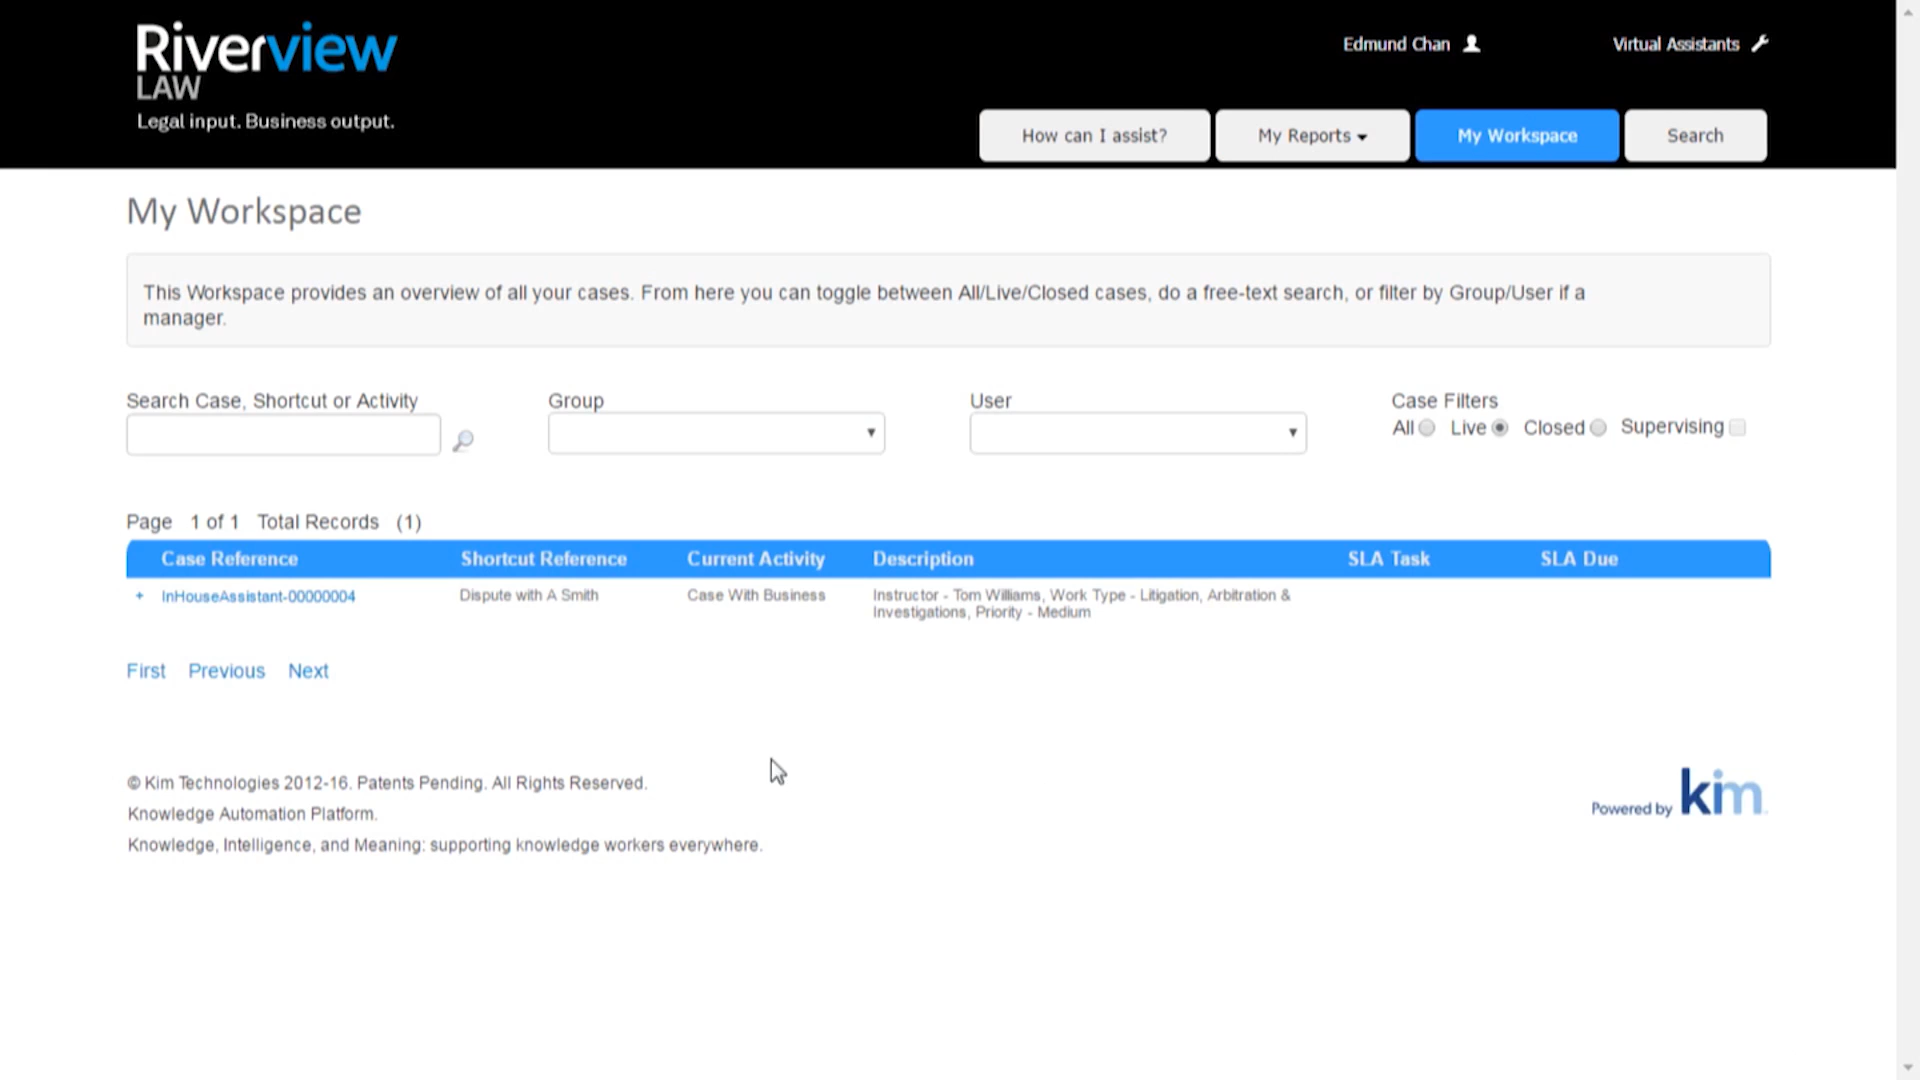 Riverview
LAW
Legal input. Business output.
Edmund Chan
Virtual Assistants
How can I assist?
My Reports
My Workspace
Search
My Workspace
This Workspace provides an overview of all your cases. From here you can toggle between All/Live/Closed cases, do a free-text search, or filter by Group/User if a
manager.
Search Case, Shortcut or Activity
Group
User
Case Filters
All Live Closed Supervising
Page 1 of 1 Total Records (1)
Case Reference Shortcut Reference Current Activity Description SLA Task SLA Due
+ InHouseAssistant-00000004 Dispute with A Smith Case With Business Instructor - Tom Williams, Work Type - Litigation, Arbitration &
Investigations, Priority - Medium
First Previous Next
© Kim Technologies 2012-16. Patents Pending. All Rights Reserved.
Knowledge Automation Platform.
Knowledge, Intelligence, and Meaning: supporting knowledge workers everywhere.
Powered by kim